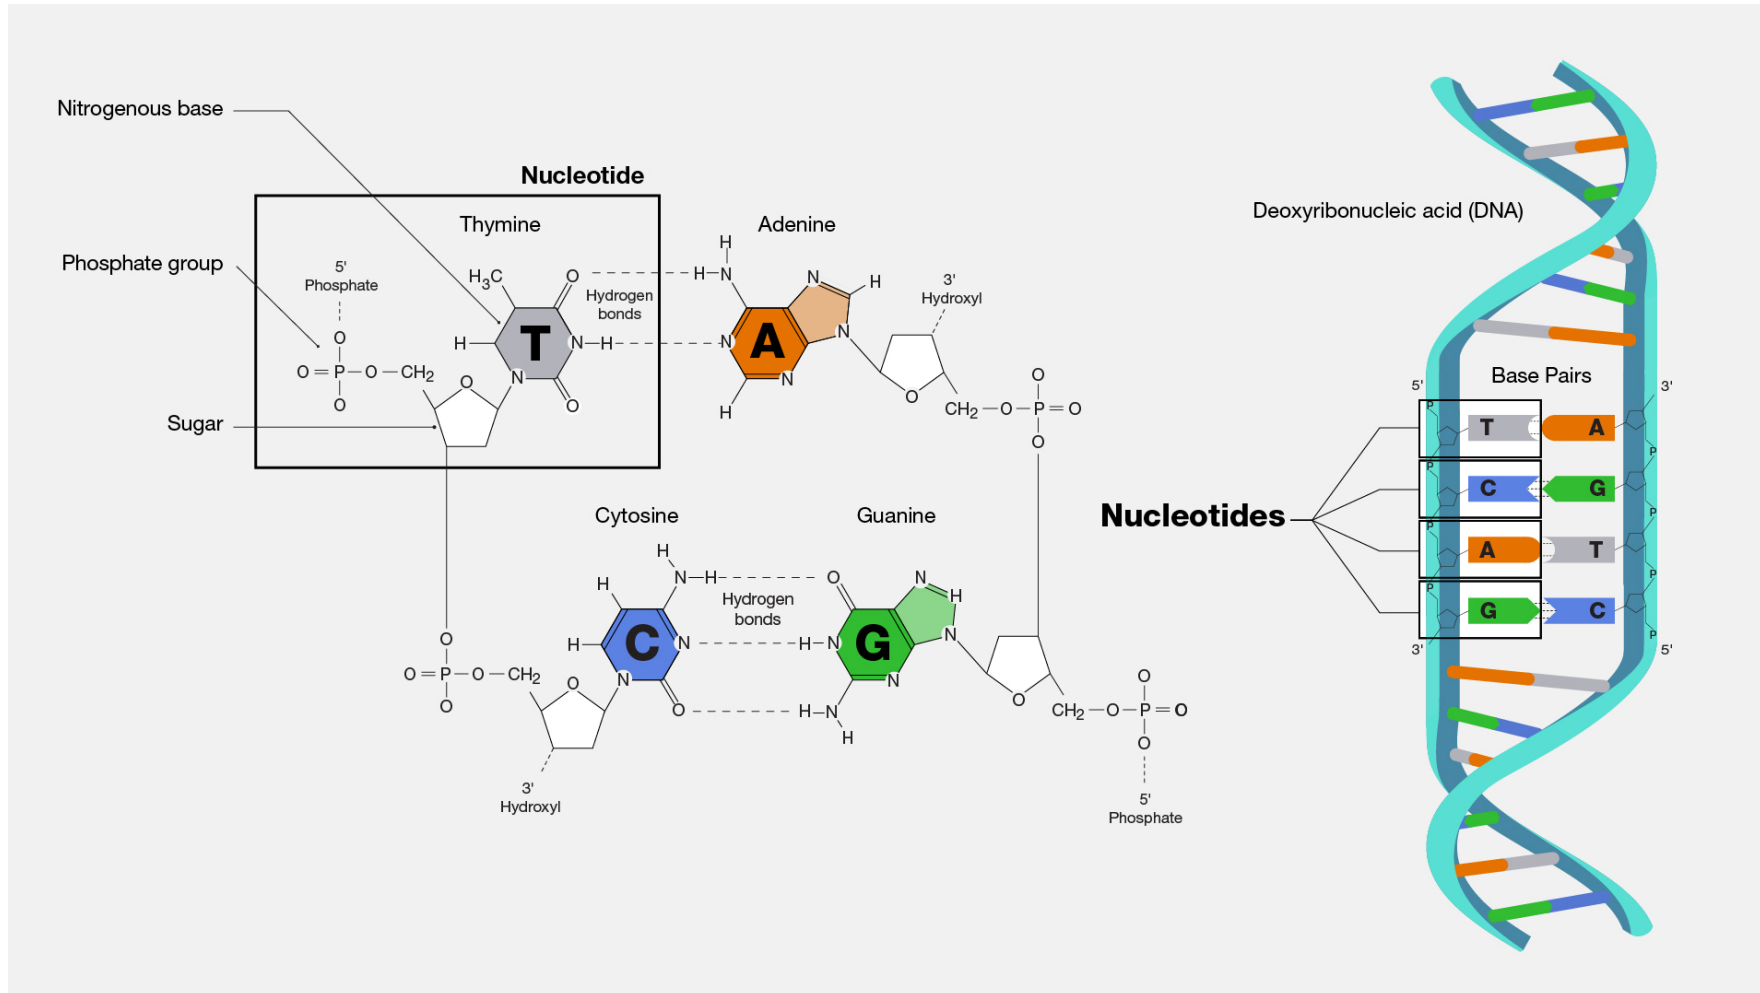 Nitrogenous base
Nucleotide
Thymine
Adenine
Phosphate group
5'
Phosphate
H₃C
O
Hydrogen
bonds
H
H–N
N
H
3'
Hydroxyl
O
O=P–O–CH₂
O
H
T
N–H
N
O
O
N
A
N
N
H
O
CH₂–O–P=O
O
O
Sugar
Cytosine
Guanine
H
H
N–H
Hydrogen
bonds
O
N
H
H
C
N
N
O
H–N
G
N
N
H–N
H
O
O=P–O–CH₂
O
O
3'
Hydroxyl
O
CH₂–O–P=O
O
O
5'
Phosphate
Deoxyribonucleic acid (DNA)
Base Pairs
5'
3'
P
T
A
P
P
C
G
P
Nucleotides
P
A
T
P
P
G
C
P
3'
5'